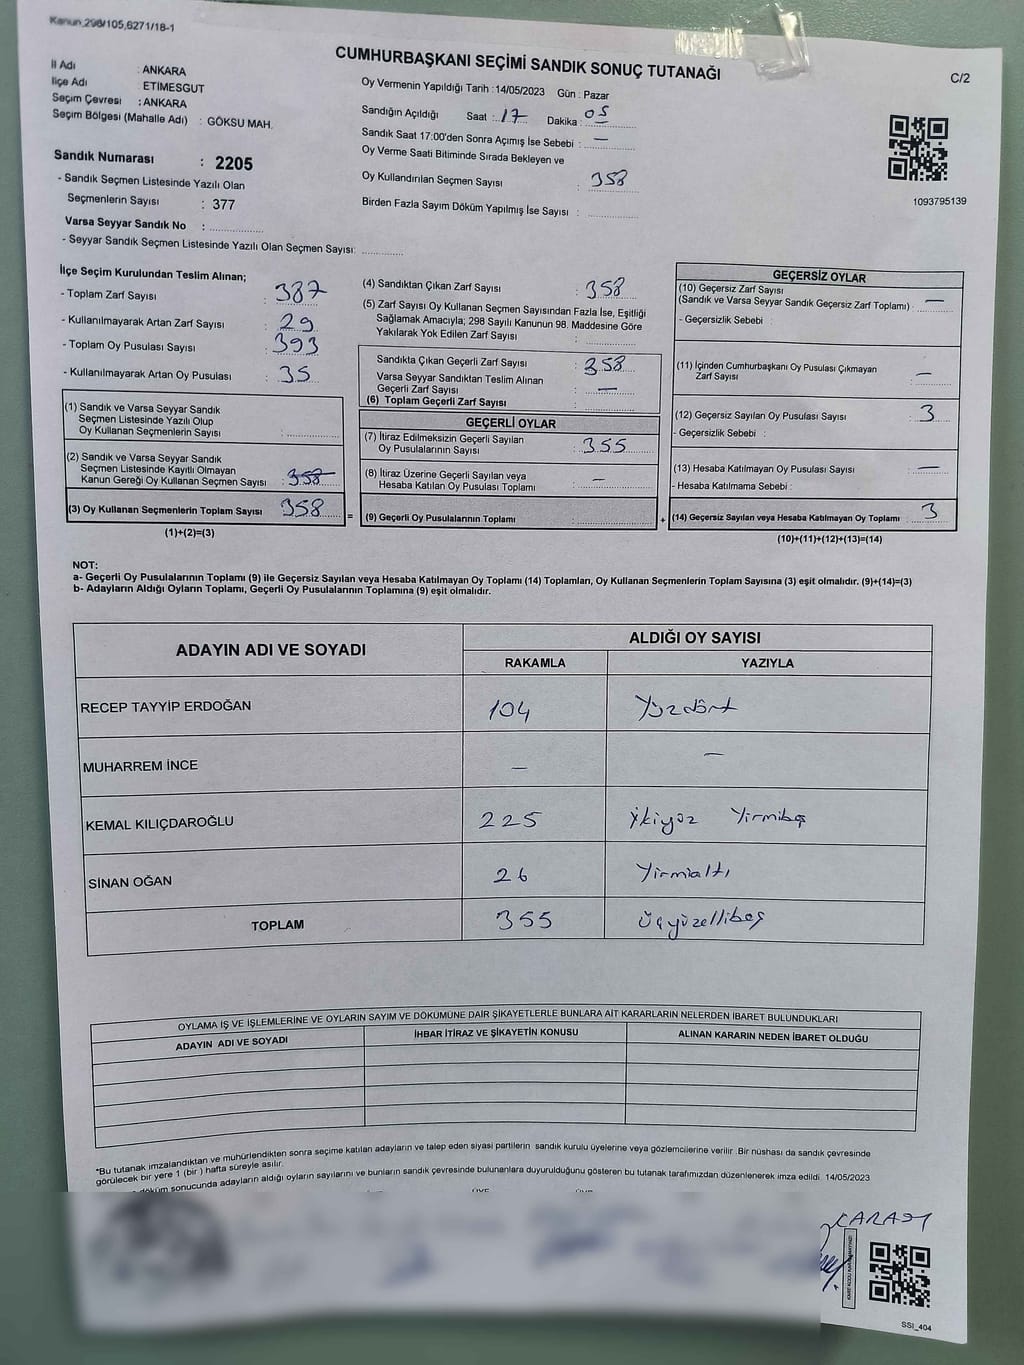 Kanun 298/105,6271/18-1
CUMHURBAŞKANI SEÇİMİ SANDIK SONUÇ TUTANAĞI
C/2
İl Adı : ANKARA
İlçe Adı : ETIMESGUT
Seçim Çevresi : ANKARA
Seçim Bölgesi (Mahalle Adı) : GÖKSU MAH.
Sandık Numarası : 2205
- Sandık Seçmen Listesinde Yazılı Olan
Seçmenlerin Sayısı : 377
Varsa Seyyar Sandık No :
- Seyyar Sandık Seçmen Listesinde Yazılı Olan Seçmen Sayısı:
Oy Vermenin Yapıldığı Tarih : 14/05/2023 Gün : Pazar
Sandığın Açıldığı Saat : 17 Dakika : 05
Sandık Saat 17:00'den Sonra Açımış İse Sebebi : —
Oy Verme Saati Bitiminde Sırada Bekleyen ve
Oy Kullandırılan Seçmen Sayısı : 358
Birden Fazla Sayım Döküm Yapılmış İse Sayısı :
1093795139
İlçe Seçim Kurulundan Teslim Alınan;
- Toplam Zarf Sayısı : 387
- Kullanılmayarak Artan Zarf Sayısı : 29
- Toplam Oy Pusulası Sayısı : 393
- Kullanılmayarak Artan Oy Pusulası : 35
(1) Sandık ve Varsa Seyyar Sandık
Seçmen Listesinde Yazılı Olup
Oy Kullanan Seçmenlerin Sayısı :
(2) Sandık ve Varsa Seyyar Sandık
Seçmen Listesinde Kayıtlı Olmayan
Kanun Gereği Oy Kullanan Seçmen Sayısı : 358
(3) Oy Kullanan Seçmenlerin Toplam Sayısı : 358 =
(1)+(2)=(3)
(4) Sandıktan Çıkan Zarf Sayısı : 358
(5) Zarf Sayısı Oy Kullanan Seçmen Sayısından Fazla İse, Eşitliği
Sağlamak Amacıyla; 298 Sayılı Kanunun 98. Maddesine Göre
Yakılarak Yok Edilen Zarf Sayısı :
Sandıkta Çıkan Geçerli Zarf Sayısı : 358
Varsa Seyyar Sandıktan Teslim Alınan
Geçerli Zarf Sayısı : —
(6) Toplam Geçerli Zarf Sayısı :
GEÇERLİ OYLAR
(7) İtiraz Edilmeksizin Geçerli Sayılan
Oy Pusulalarının Sayısı : 355
(8) İtiraz Üzerine Geçerli Sayılan veya
Hesaba Katılan Oy Pusulası Toplamı : —
(9) Geçerli Oy Pusulalarının Toplamı : +
GEÇERSİZ OYLAR
(10) Geçersiz Zarf Sayısı
(Sandık ve Varsa Seyyar Sandık Geçersiz Zarf Toplamı) : —
- Geçersizlik Sebebi :
(11) İçinden Cumhurbaşkanı Oy Pusulası Çıkmayan
Zarf Sayısı : —
(12) Geçersiz Sayılan Oy Pusulası Sayısı : 3
- Geçersizlik Sebebi :
(13) Hesaba Katılmayan Oy Pusulası Sayısı : —
- Hesaba Katılmama Sebebi :
(14) Geçersiz Sayılan veya Hesaba Katılmayan Oy Toplamı : 3
(10)+(11)+(12)+(13)=(14)
NOT:
a- Geçerli Oy Pusulalarının Toplamı (9) ile Geçersiz Sayılan veya Hesaba Katılmayan Oy Toplamı (14) Toplamları, Oy Kullanan Seçmenlerin Toplam Sayısına (3) eşit olmalıdır. (9)+(14)=(3)
b- Adayların Aldığı Oyların Toplamı, Geçerli Oy Pusulalarının Toplamına (9) eşit olmalıdır.
ADAYIN ADI VE SOYADI ALDIĞI OY SAYISI
RAKAMLA YAZIYLA
RECEP TAYYİP ERDOĞAN 104 Yüzdört
MUHARREM İNCE — —
KEMAL KILIÇDAROĞLU 225 İkiyüz Yirmibeş
SİNAN OĞAN 26 Yirmialtı
TOPLAM 355 Üçyüzellibeş
OYLAMA İŞ VE İŞLEMLERİNE VE OYLARIN SAYIM VE DÖKÜMÜNE DAİR ŞİKAYETLERLE BUNLARA AİT KARARLARIN NELERDEN İBARET BULUNDUKLARI
ADAYIN ADI VE SOYADI İHBAR İTİRAZ VE ŞİKAYETİN KONUSU ALINAN KARARIN NEDEN İBARET OLDUĞU
*Bu tutanak imzalandıktan ve mühürlendikten sonra seçime katılan adayların ve talep eden siyasi partilerin sandık kurulu üyelerine veya gözlemcilerine verilir. Bir nüshası da sandık çevresinde
görülecek bir yere 1 (bir ) hafta süreyle asılır.
döküm sonucunda adayların aldığı oyların sayılarını ve bunların sandık çevresinde bulunanlara duyurulduğunu gösteren bu tutanak tarafımızdan düzenlenerek imza edildi. 14/05/2023
SSI_404